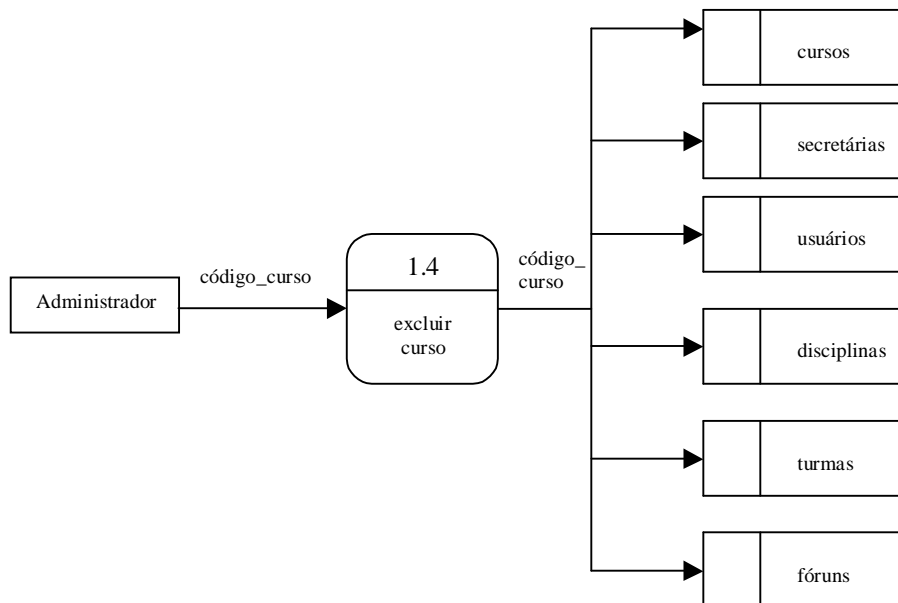 Administrador
código_curso
1.4
excluir
curso
código_
curso
cursos
secretárias
usuários
disciplinas
turmas
fóruns